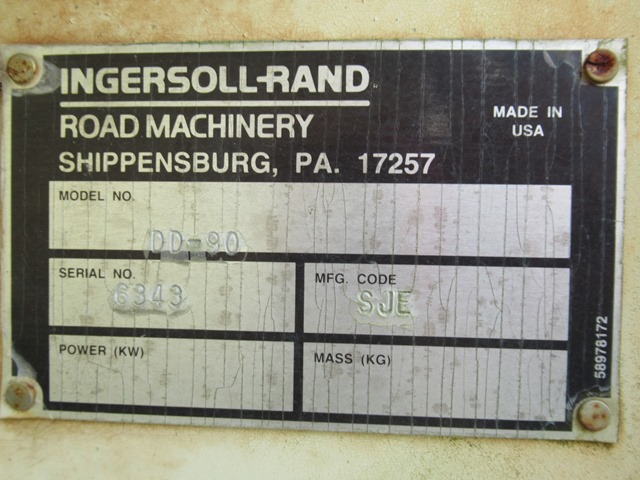 INGERSOLL-RAND
ROAD MACHINERY
MADE IN
USA
SHIPPENSBURG, PA. 17257
MODEL NO.
DD-90
SERIAL NO.
6343
MFG. CODE
SJE
POWER (KW)
MASS (KG)
58978172